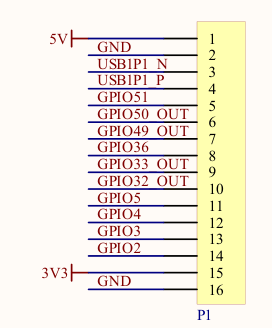 5V 1
GND 2
USB1P1_N 3
USB1P1_P 4
GPIO51 5
GPIO50_OUT 6
GPIO49_OUT 7
GPIO36 8
GPIO33_OUT 9
GPIO32_OUT 10
GPIO5 11
GPIO4 12
GPIO3 13
GPIO2 14
3V3 15
GND 16
P1